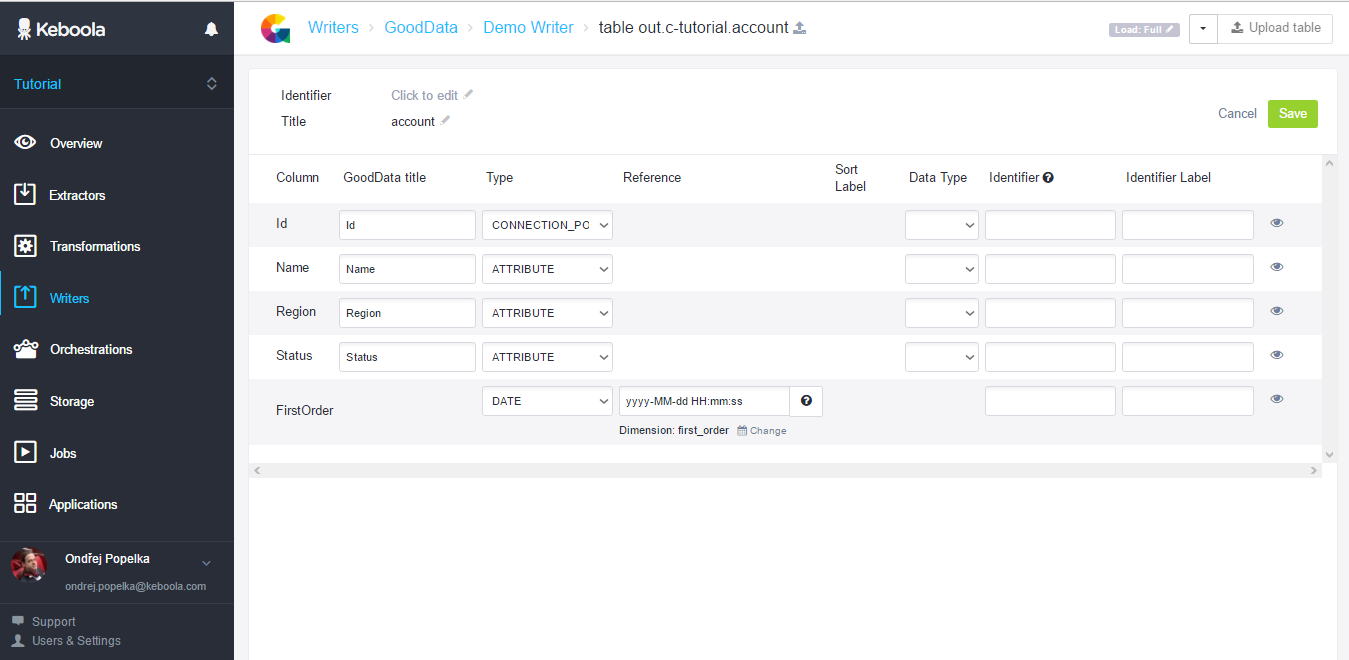 Keboola
Tutorial
Overview
Extractors
Transformations
Writers
Orchestrations
Storage
Jobs
Applications
Ondřej Popelka
ondrej.popelka@keboola.com
Support
Users & Settings
Writers > GoodData > Demo Writer > table out.c-tutorial.account
Load: Full
Upload table
Identifier Click to edit
Title account
Cancel Save
Column GoodData title Type Reference Sort Label Data Type Identifier Identifier Label
Id Id CONNECTION_PO
Name Name ATTRIBUTE
Region Region ATTRIBUTE
Status Status ATTRIBUTE
FirstOrder DATE yyyy-MM-dd HH:mm:ss
Dimension: first_order Change